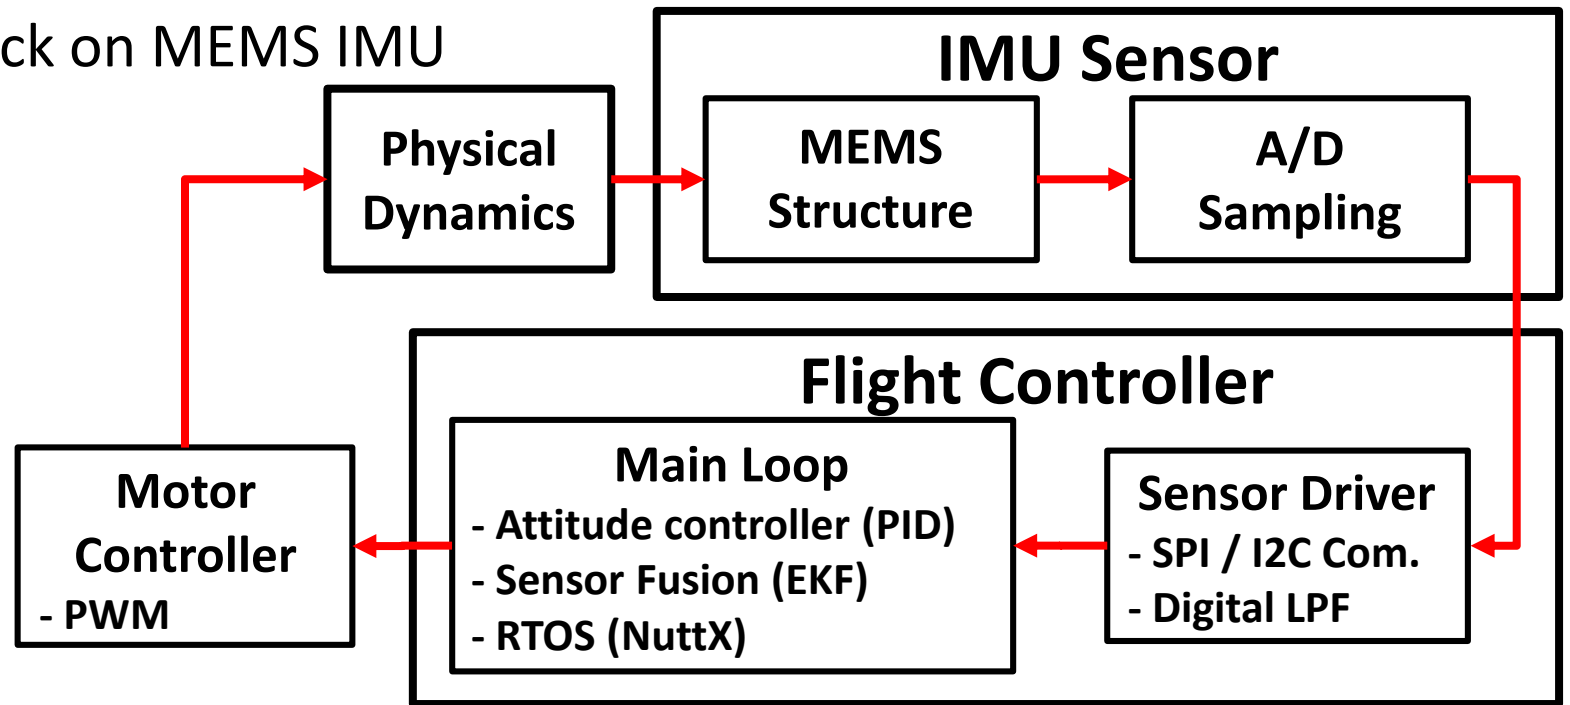 ck on MEMS IMU
IMU Sensor
Physical
Dynamics
MEMS
Structure
A/D
Sampling
Flight Controller
Motor
Controller
- PWM
Main Loop
- Attitude controller (PID)
- Sensor Fusion (EKF)
- RTOS (NuttX)
Sensor Driver
- SPI / I2C Com.
- Digital LPF